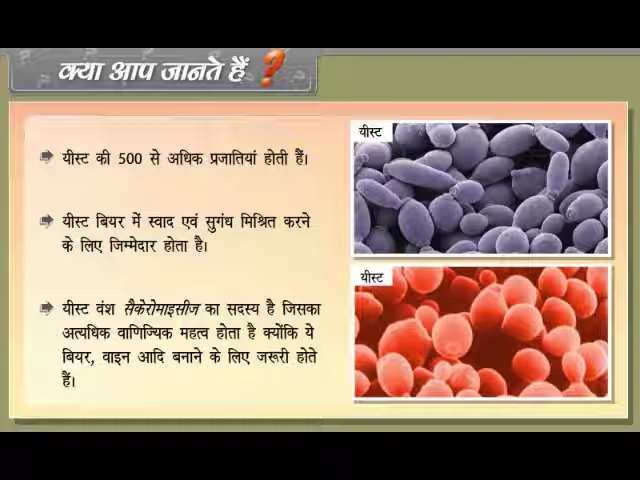 क्या आप जानते हैं ?
यीस्ट की 500 से अधिक प्रजातियां होती हैं।
यीस्ट बियर में स्वाद एवं सुगंध मिश्रित करने
के लिए जिम्मेदार होता है।
यीस्ट वंश सैकेरोमाइसीज का सदस्य है जिसका
अत्यधिक वाणिज्यिक महत्व होता है क्योंकि ये
बियर, वाइन आदि बनाने के लिए जरूरी होते
हैं।
यीस्ट
यीस्ट